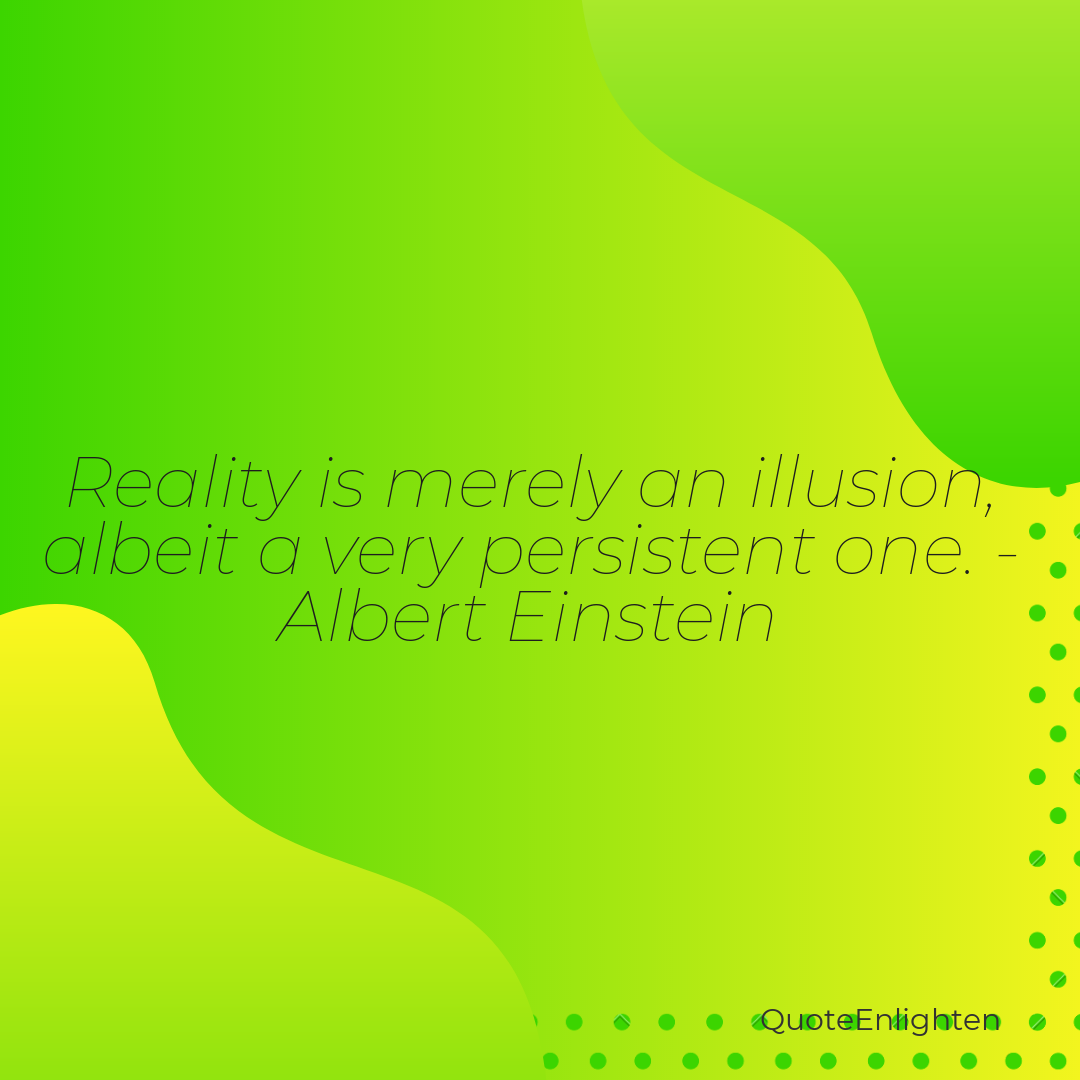 Reality is merely an illusion,
albeit a very persistent one. -
Albert Einstein
QuoteEnlighten